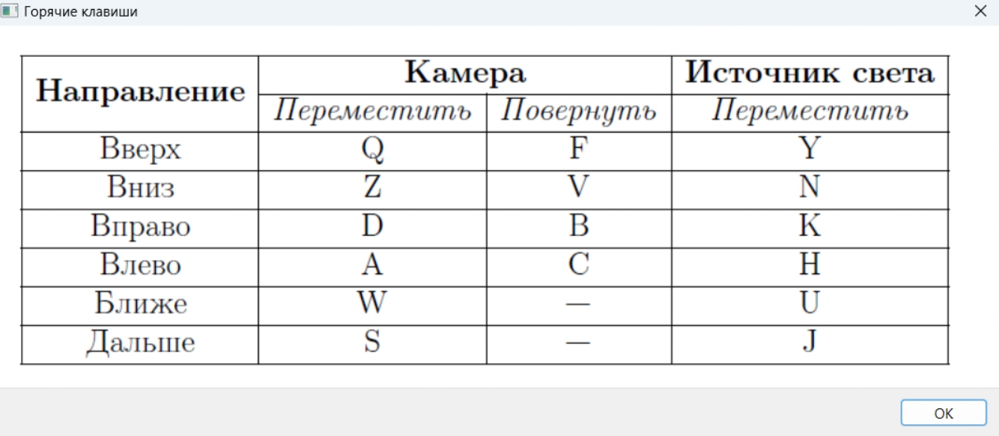 Горячие клавиши
Направление Камера Источник света
Переместить Повернуть Переместить
Вверх Q F Y
Вниз Z V N
Вправо D B K
Влево A C H
Ближе W — U
Дальше S — J
OK